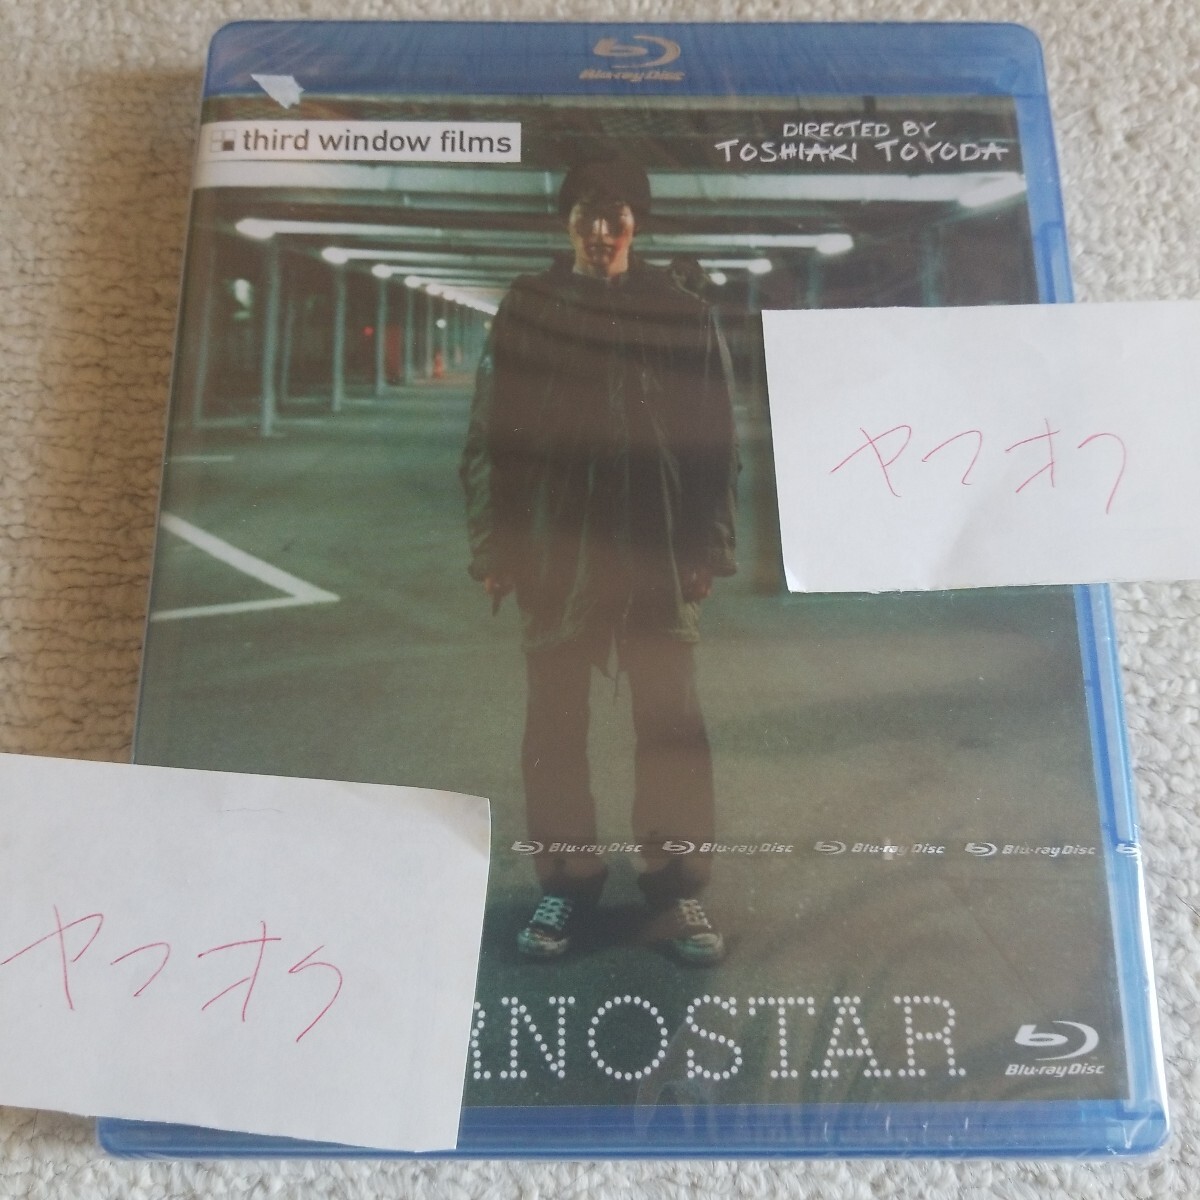 Blu-ray Disc
third window films
DIRECTED BY
TOSHIAKI TOYODA
ヤフオク
Blu-ray Disc Blu-ray Disc Blu-ray Disc Blu-ray Disc
ヤフオク
RNOSTAR
Blu-ray Disc